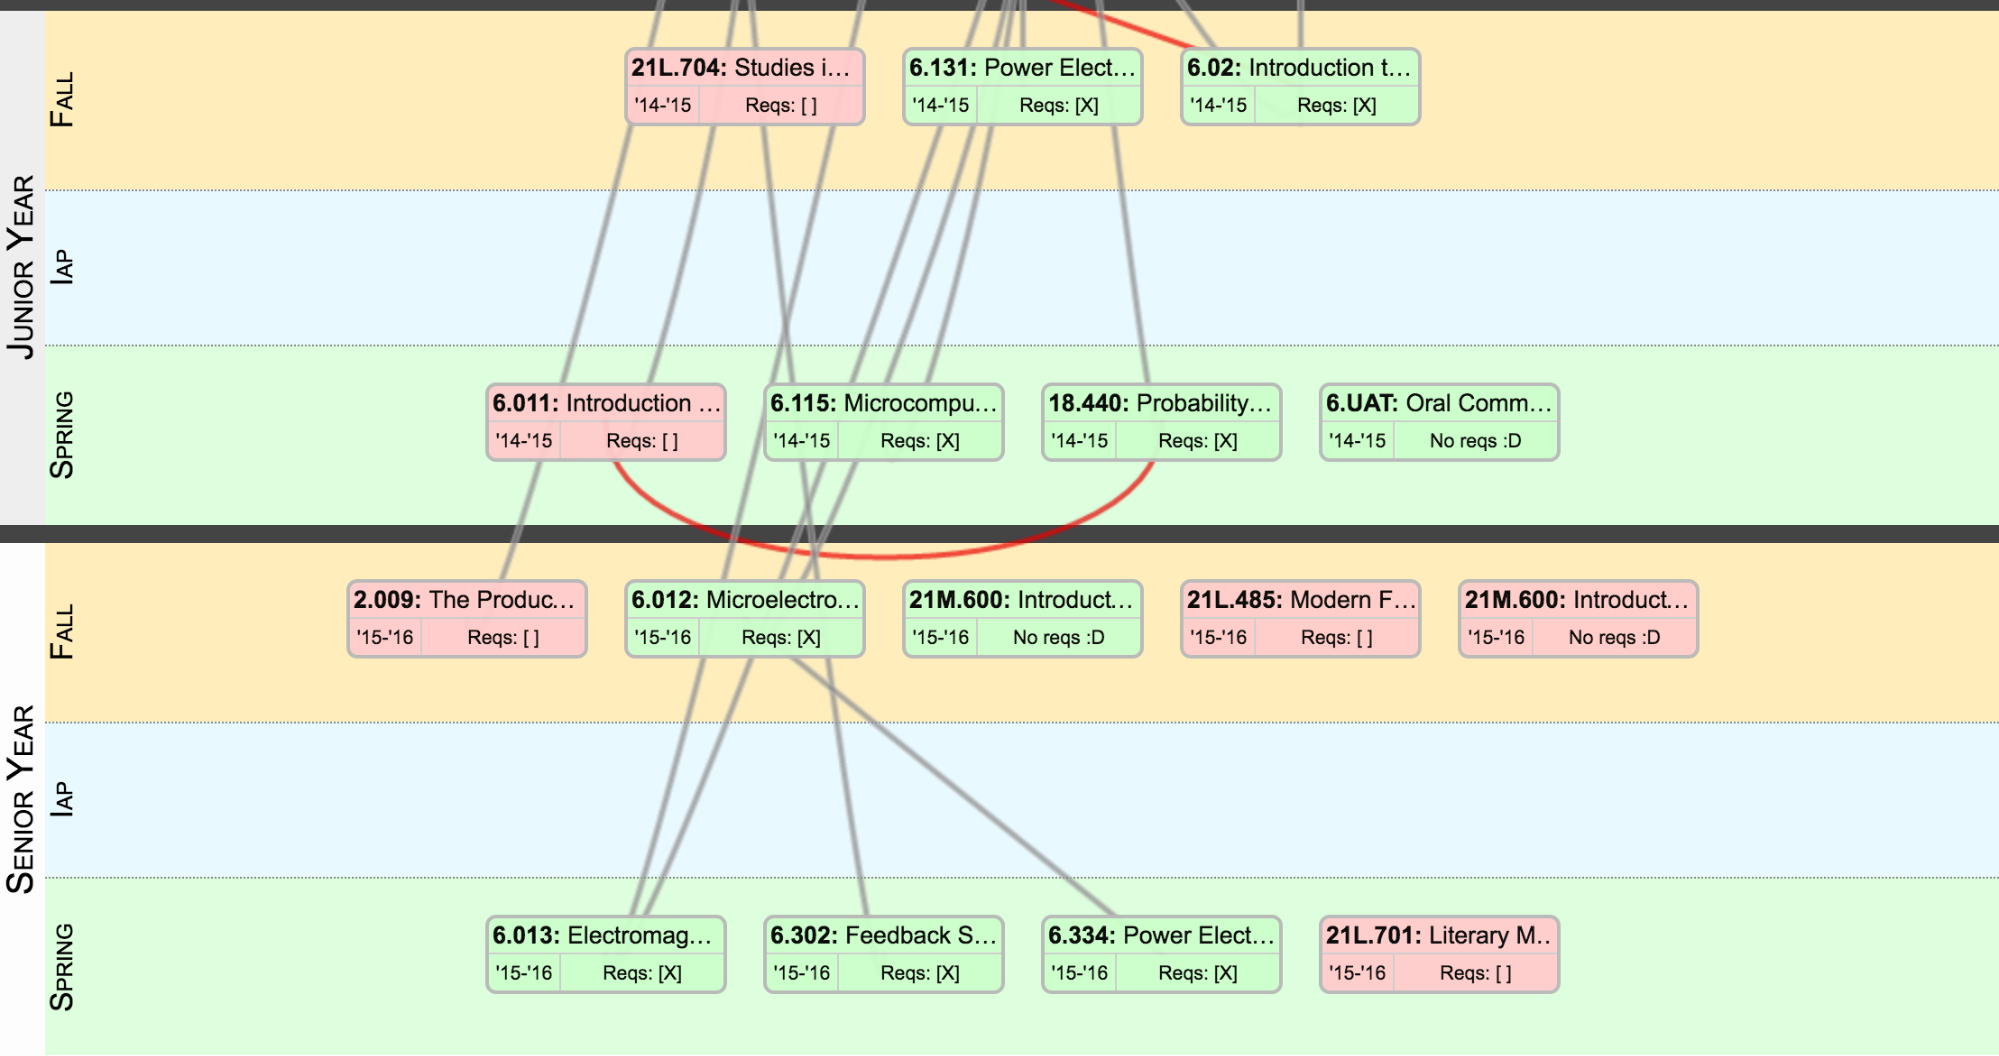 JUNIOR YEAR
FALL
21L.704: Studies i...
'14-'15 Reqs: [ ]
6.131: Power Elect...
'14-'15 Reqs: [X]
6.02: Introduction t...
'14-'15 Reqs: [X]
IAP
SPRING
6.011: Introduction ...
'14-'15 Reqs: [ ]
6.115: Microcompu...
'14-'15 Reqs: [X]
18.440: Probability...
'14-'15 Reqs: [X]
6.UAT: Oral Comm...
'14-'15 No reqs :D
SENIOR YEAR
FALL
2.009: The Produc...
'15-'16 Reqs: [ ]
6.012: Microelectro...
'15-'16 Reqs: [X]
21M.600: Introduct...
'15-'16 No reqs :D
21L.485: Modern F...
'15-'16 Reqs: [ ]
21M.600: Introduct...
'15-'16 No reqs :D
IAP
SPRING
6.013: Electromag...
'15-'16 Reqs: [X]
6.302: Feedback S...
'15-'16 Reqs: [X]
6.334: Power Elect...
'15-'16 Reqs: [X]
21L.701: Literary M..
'15-'16 Reqs: [ ]